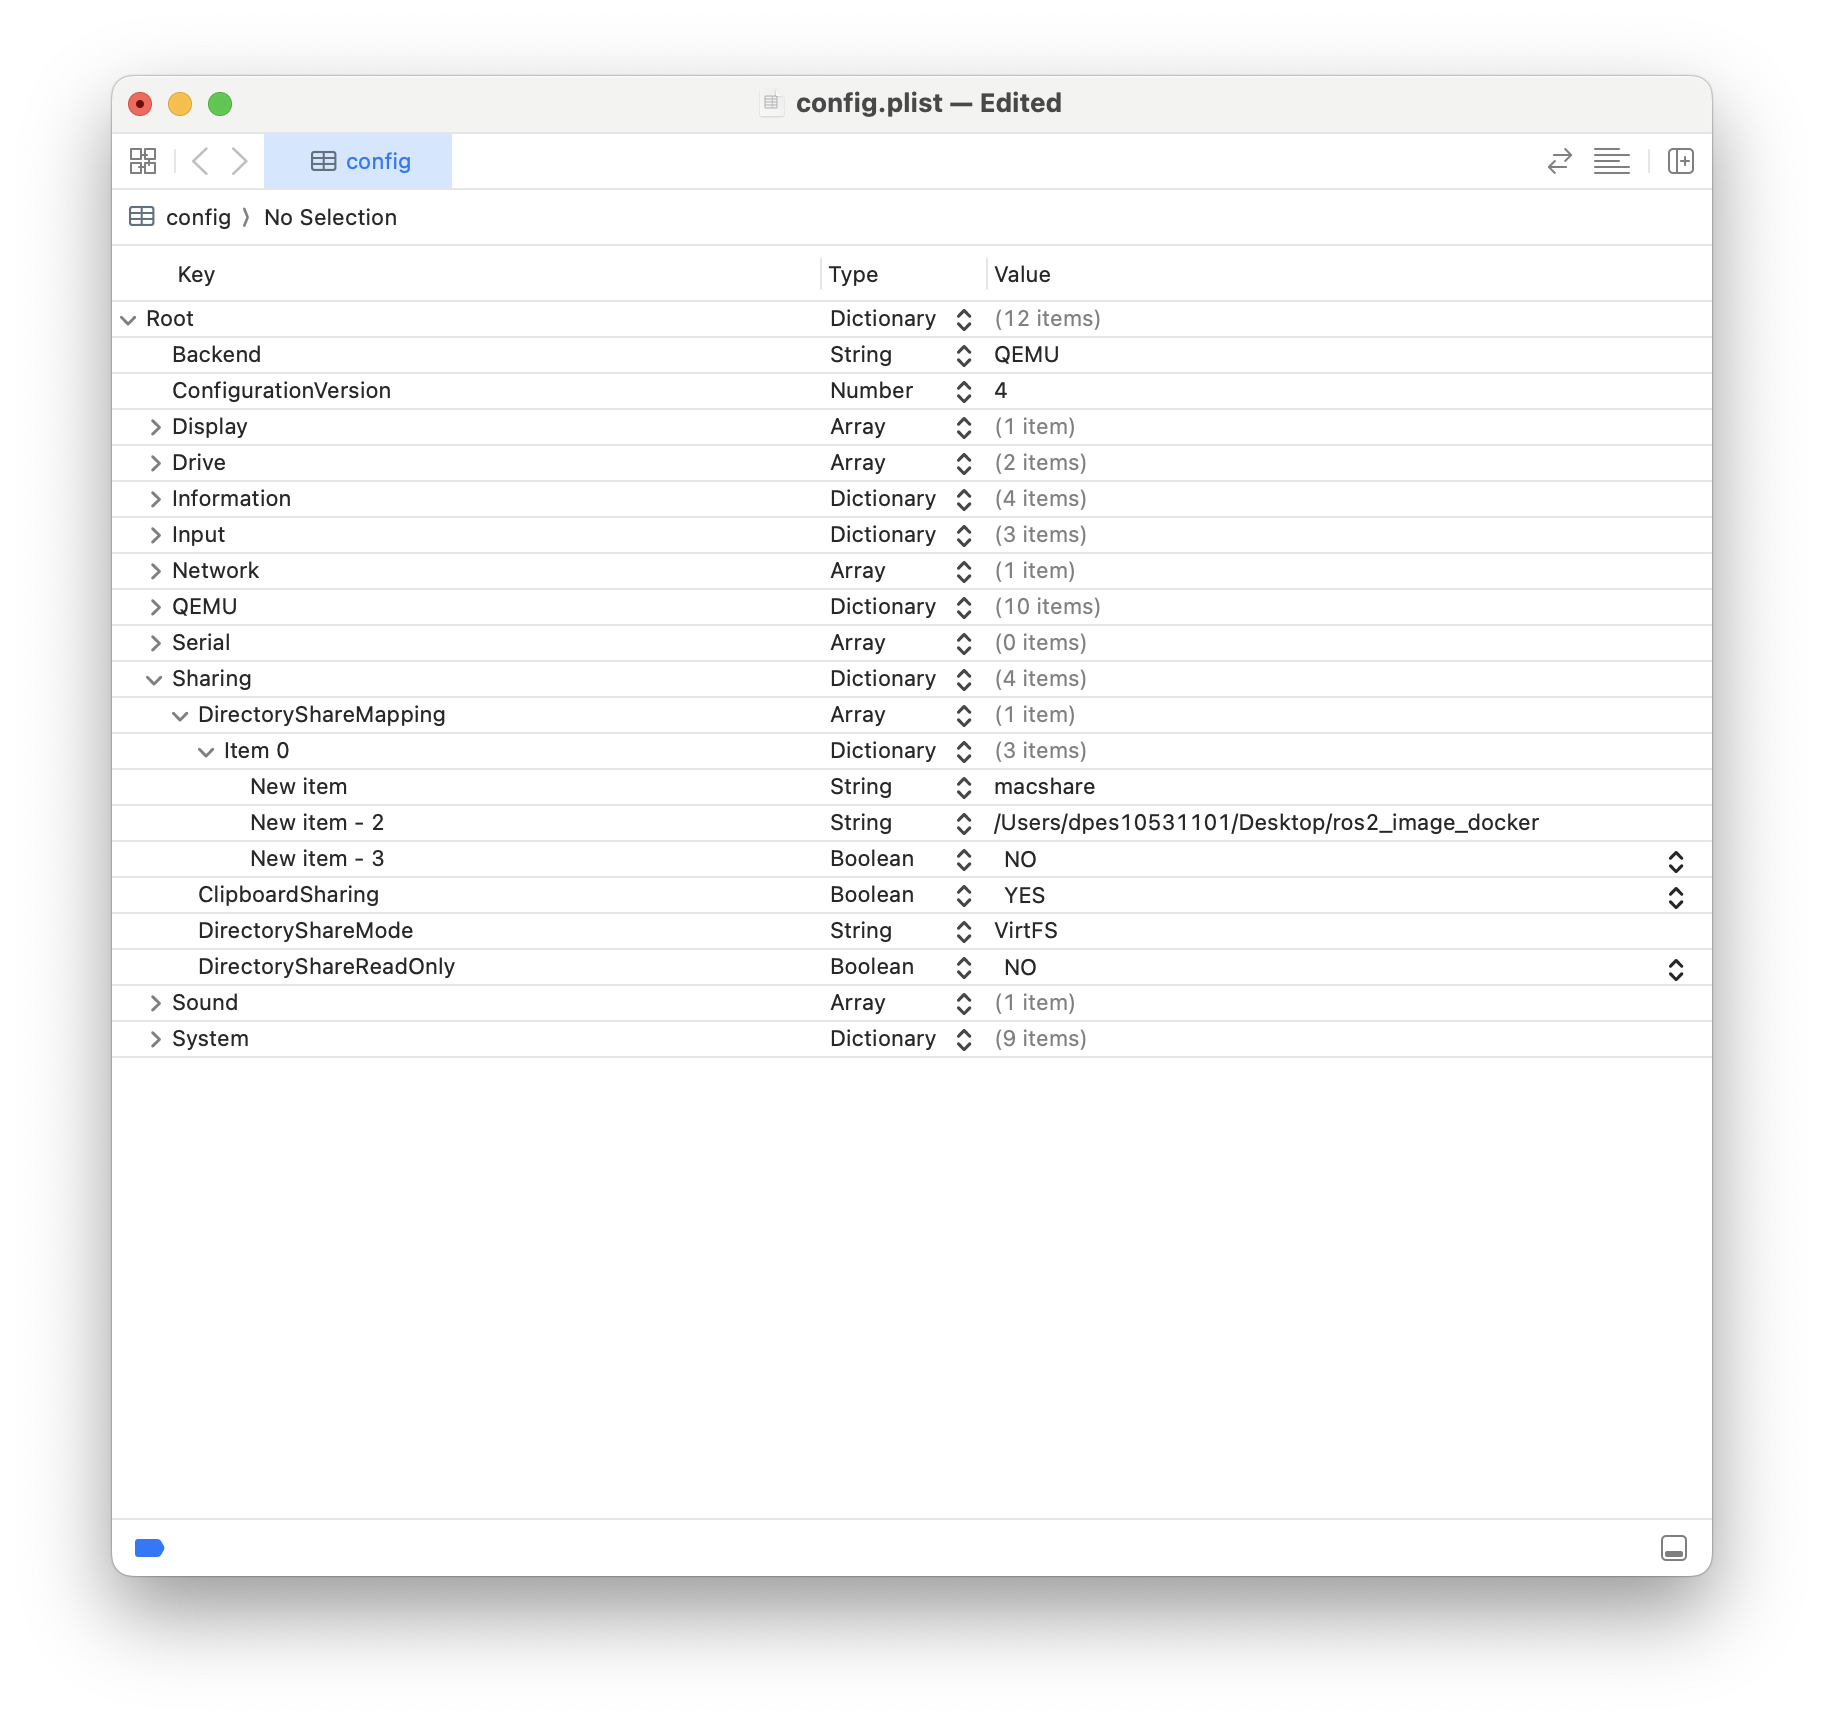 config.plist — Edited
config
config ⟩ No Selection
Key Type Value
Root Dictionary (12 items)
Backend String QEMU
ConfigurationVersion Number 4
Display Array (1 item)
Drive Array (2 items)
Information Dictionary (4 items)
Input Dictionary (3 items)
Network Array (1 item)
QEMU Dictionary (10 items)
Serial Array (0 items)
Sharing Dictionary (4 items)
DirectoryShareMapping Array (1 item)
Item 0 Dictionary (3 items)
New item String macshare
New item - 2 String /Users/dpes10531101/Desktop/ros2_image_docker
New item - 3 Boolean NO
ClipboardSharing Boolean YES
DirectoryShareMode String VirtFS
DirectoryShareReadOnly Boolean NO
Sound Array (1 item)
System Dictionary (9 items)